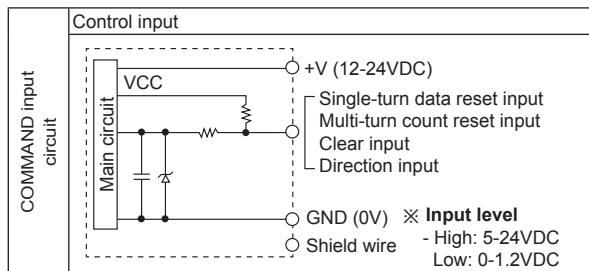 Control input
COMMAND input
circuit
Main circuit
VCC
+V (12-24VDC)
Single-turn data reset input
Multi-turn count reset input
Clear input
Direction input
GND (0V)
Shield wire
※ Input level
- High: 5-24VDC
Low: 0-1.2VDC